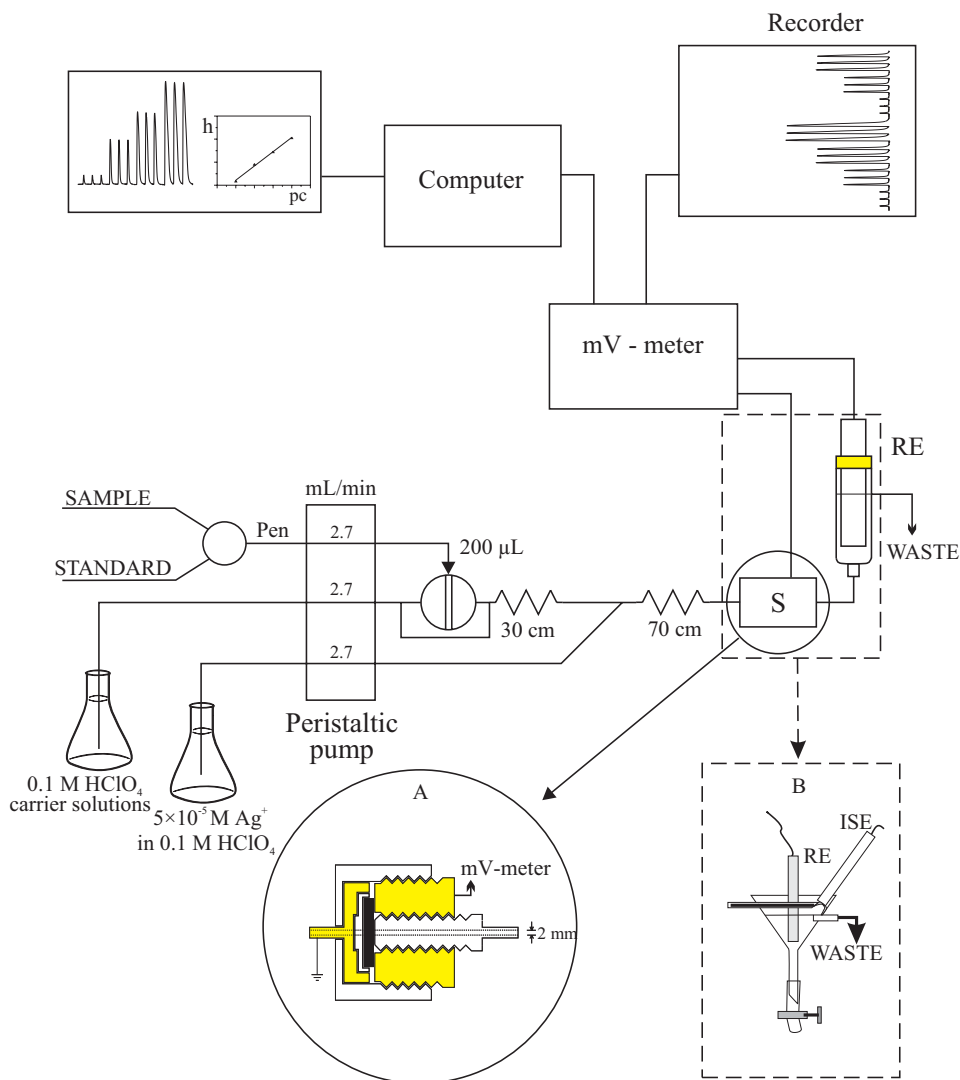 Recorder
h
pc
Computer
mV - meter
RE
WASTE
mL/min
SAMPLE
STANDARD
Pen
2.7
200 µL
2.7
30 cm
70 cm
S
2.7
Peristaltic
pump
0.1 M HClO₄
carrier solutions
5×10⁻⁵ M Ag⁺
in 0.1 M HClO₄
A
mV-meter
2 mm
B
ISE
RE
WASTE